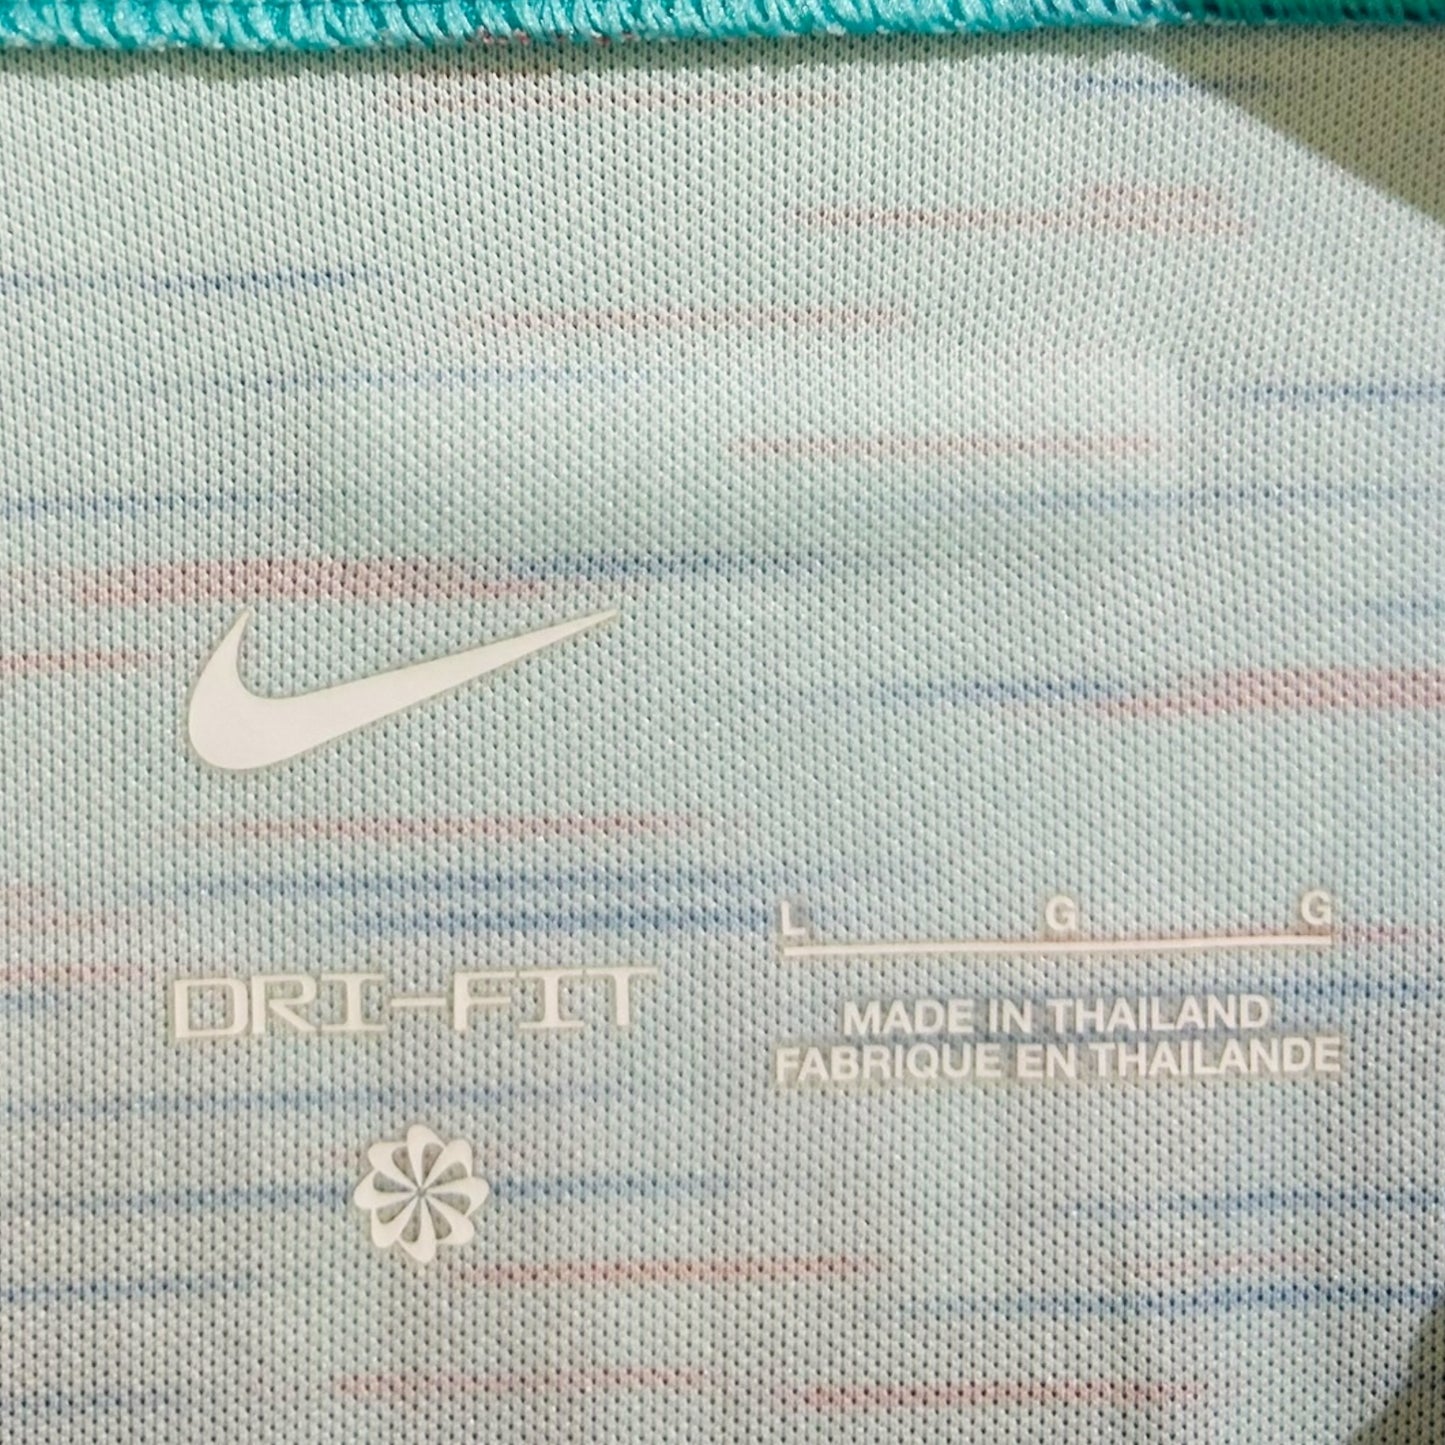 L G G
DRI-FIT
MADE IN THAILAND
FABRIQUE EN THAILANDE